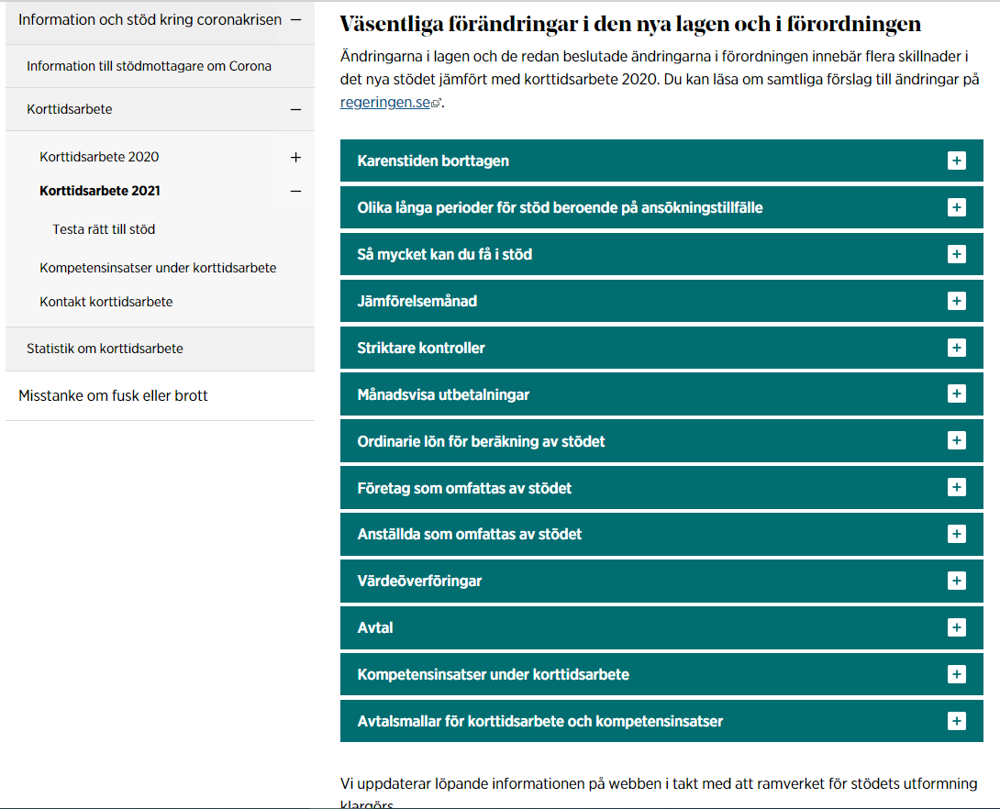 Information och stöd kring coronakrisen
Information till stödmottagare om Corona
Korttidsarbete
Korttidsarbete 2020
Korttidsarbete 2021
Testa rätt till stöd
Kompetensinsatser under korttidsarbete
Kontakt korttidsarbete
Statistik om korttidsarbete
Misstanke om fusk eller brott
Väsentliga förändringar i den nya lagen och i förordningen
Ändringarna i lagen och de redan beslutade ändringarna i förordningen innebär flera skillnader i
det nya stödet jämfört med korttidsarbete 2020. Du kan läsa om samtliga förslag till ändringar på
regeringen.se.
Karenstiden borttagen
Olika långa perioder för stöd beroende på ansökningstillfälle
Så mycket kan du få i stöd
Jämförelsemånad
Striktare kontroller
Månadsvisa utbetalningar
Ordinarie lön för beräkning av stödet
Företag som omfattas av stödet
Anställda som omfattas av stödet
Värdeöverföringar
Avtal
Kompetensinsatser under korttidsarbete
Avtalsmallar för korttidsarbete och kompetensinsatser
Vi uppdaterar löpande informationen på webben i takt med att ramverket för stödets utformning
klargörs